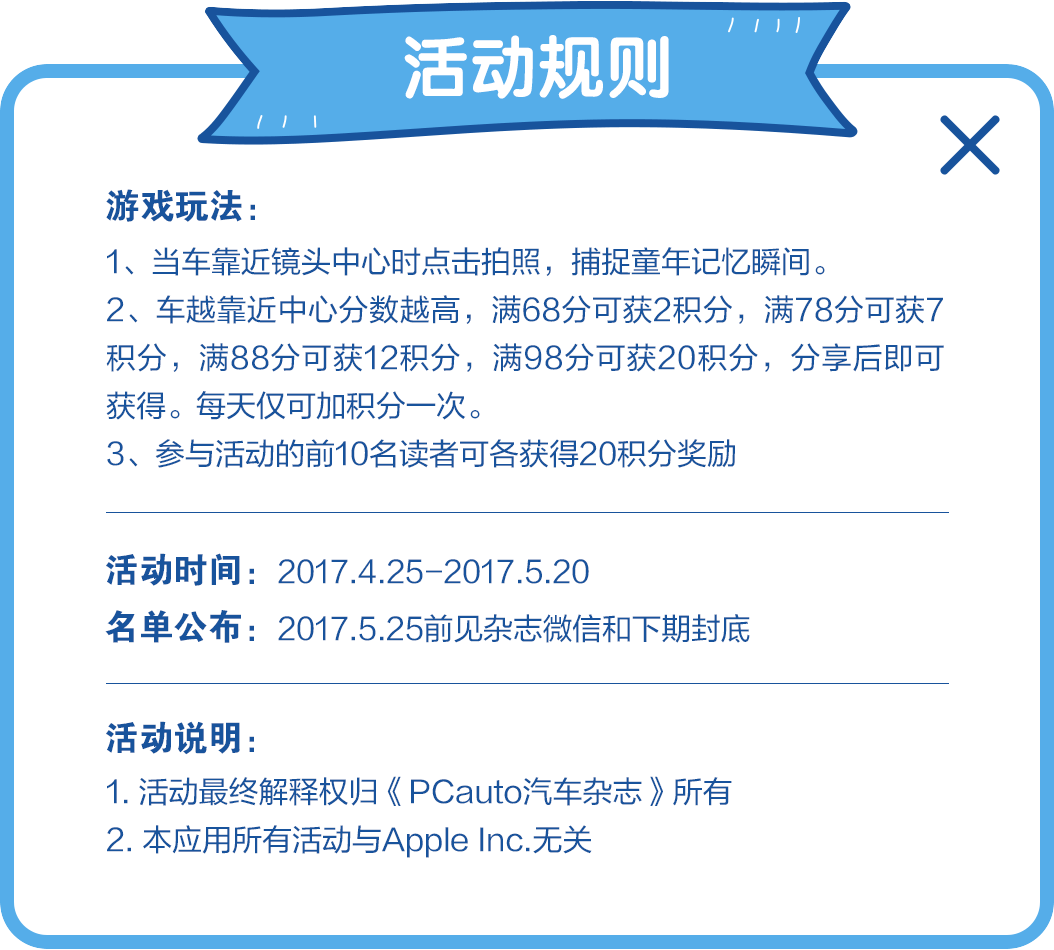 活动规则
游戏玩法：
1、当车靠近镜头中心时点击拍照，捕捉童年记忆瞬间。
2、车越靠近中心分数越高，满68分可获2积分，满78分可获7
积分，满88分可获12积分，满98分可获20积分，分享后即可
获得。每天仅可加积分一次。
3、参与活动的前10名读者可各获得20积分奖励
活动时间：2017.4.25-2017.5.20
名单公布：2017.5.25前见杂志微信和下期封底
活动说明：
1. 活动最终解释权归《PCauto汽车杂志》所有
2. 本应用所有活动与Apple Inc.无关